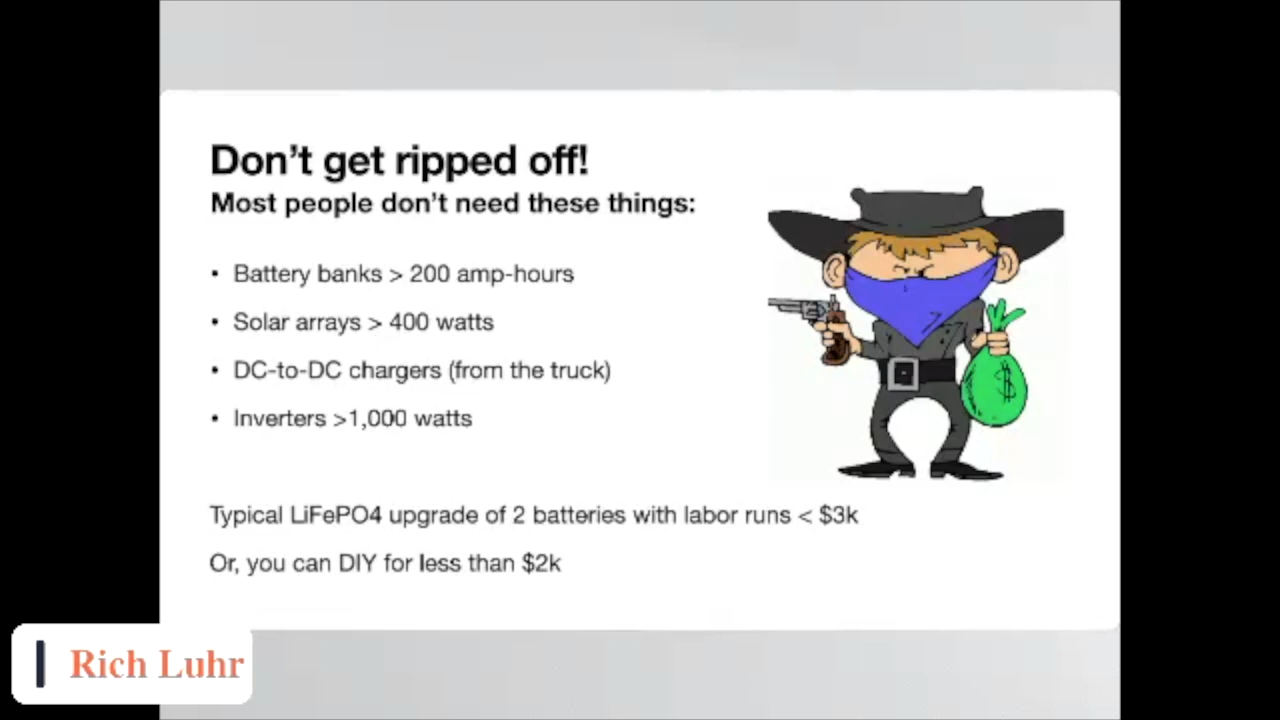 Don't get ripped off!
Most people don't need these things:
• Battery banks > 200 amp-hours
• Solar arrays > 400 watts
• DC-to-DC chargers (from the truck)
• Inverters >1,000 watts
$
Typical LiFePO4 upgrade of 2 batteries with labor runs < $3k
Or, you can DIY for less than $2k
Rich Luhr